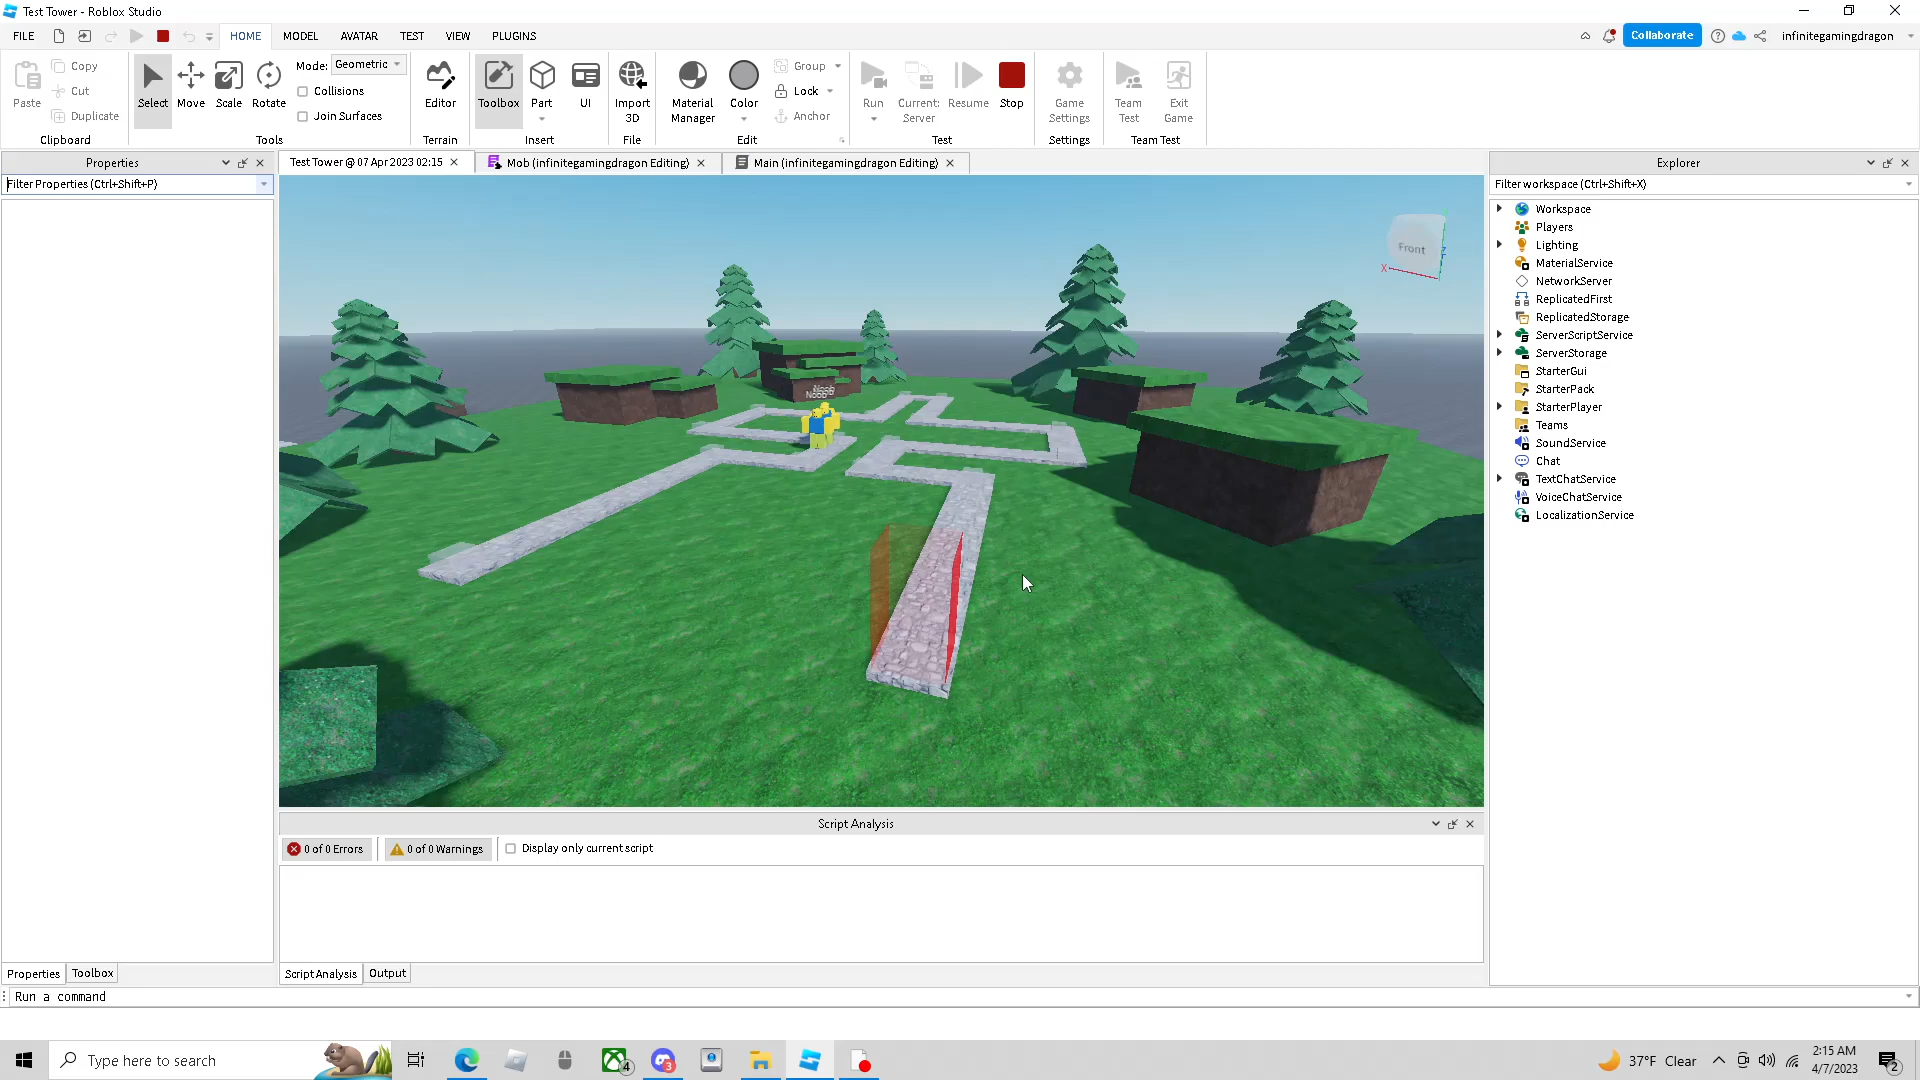 Test Tower - Roblox Studio
FILE HOME MODEL AVATAR TEST VIEW PLUGINS Collaborate infinitegamingdragon
Paste Copy Cut Duplicate Clipboard
Select Move Scale Rotate Mode: Geometric Collisions Join Surfaces Tools
Editor Terrain
Toolbox Part UI Insert
Import 3D File
Material Manager Color Group Lock Anchor Edit
Run Current: Server Resume Stop Test
Game Settings Settings
Team Test Exit Game Team Test
Properties
Filter Properties (Ctrl+Shift+P)
Test Tower @ 07 Apr 2023 02:15 Mob (infinitegamingdragon Editing) Main (infinitegamingdragon Editing)
Front
X
Noob
Noob
Explorer
Filter workspace (Ctrl+Shift+X)
Workspace
Players
Lighting
MaterialService
NetworkServer
ReplicatedFirst
ReplicatedStorage
ServerScriptService
ServerStorage
StarterGui
StarterPack
StarterPlayer
Teams
SoundService
Chat
TextChatService
VoiceChatService
LocalizationService
Script Analysis
0 of 0 Errors 0 of 0 Warnings Display only current script
Properties Toolbox Script Analysis Output
Run a command
Type here to search 4 3 37°F Clear 2:15 AM
4/7/2023 2